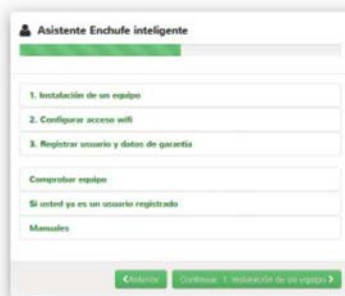 Asistente Enchufe inteligente
1. Instalación de un equipo
2. Configurar acceso wifi
3. Registrar usuario y datos de garantía
Comprobar equipo
Si usted ya es un usuario registrado
Manuales
Anterior
Continuar: 1. Instalación de un equipo